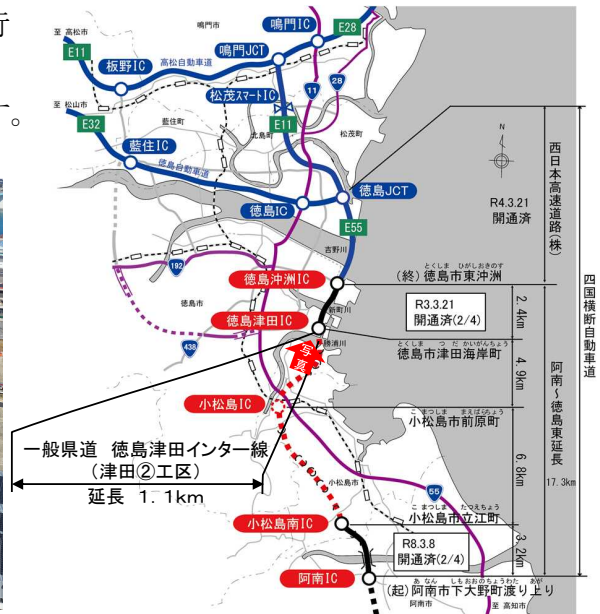 行
す。
鳴門市
鳴門IC
E28
至 高松市
E11
鳴門JCT
板野IC
高松自動車道
至 松山市
松茂スマートIC
11
28
E32
藍住町
北島町
E11
松茂町
藍住IC
徳島自動車道
徳島IC
徳島JCT
R4.3.21
開通済
西日本高速道路(株)
N
E55
吉野川
192
徳島沖洲IC
とくしま ひがしおきのす
(終)徳島市東沖洲
徳島市
新町川
R3.3.21
開通済(2/4)
2.4km
四国横断自動車道
徳島津田IC
438
勝浦川
とくしま つだかいがんちょう
徳島市津田海岸町
写真
4.9km
阿南~徳島東延長
17.3km
小松島IC
こまつしま まえばらちょう
小松島市前原町
一般県道 徳島津田インター線
(津田②工区)
延長 1.1km
6.8km
小松島市
55
こまつしま たつえちょう
小松島市立江町
小松島南IC
R8.3.8
開通済(2/4)
3.2km
阿南IC
あなん しもおおのちょうわた あが
(起)阿南市下大野町渡り上り
阿南市
至 高知市